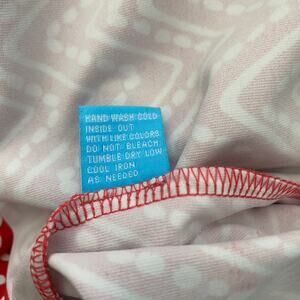 HAND WASH COLD
INSIDE OUT
WITH LIKE COLORS
DO NOT BLEACH
TUMBLE DRY LOW
COOL IRON
AS NEEDED